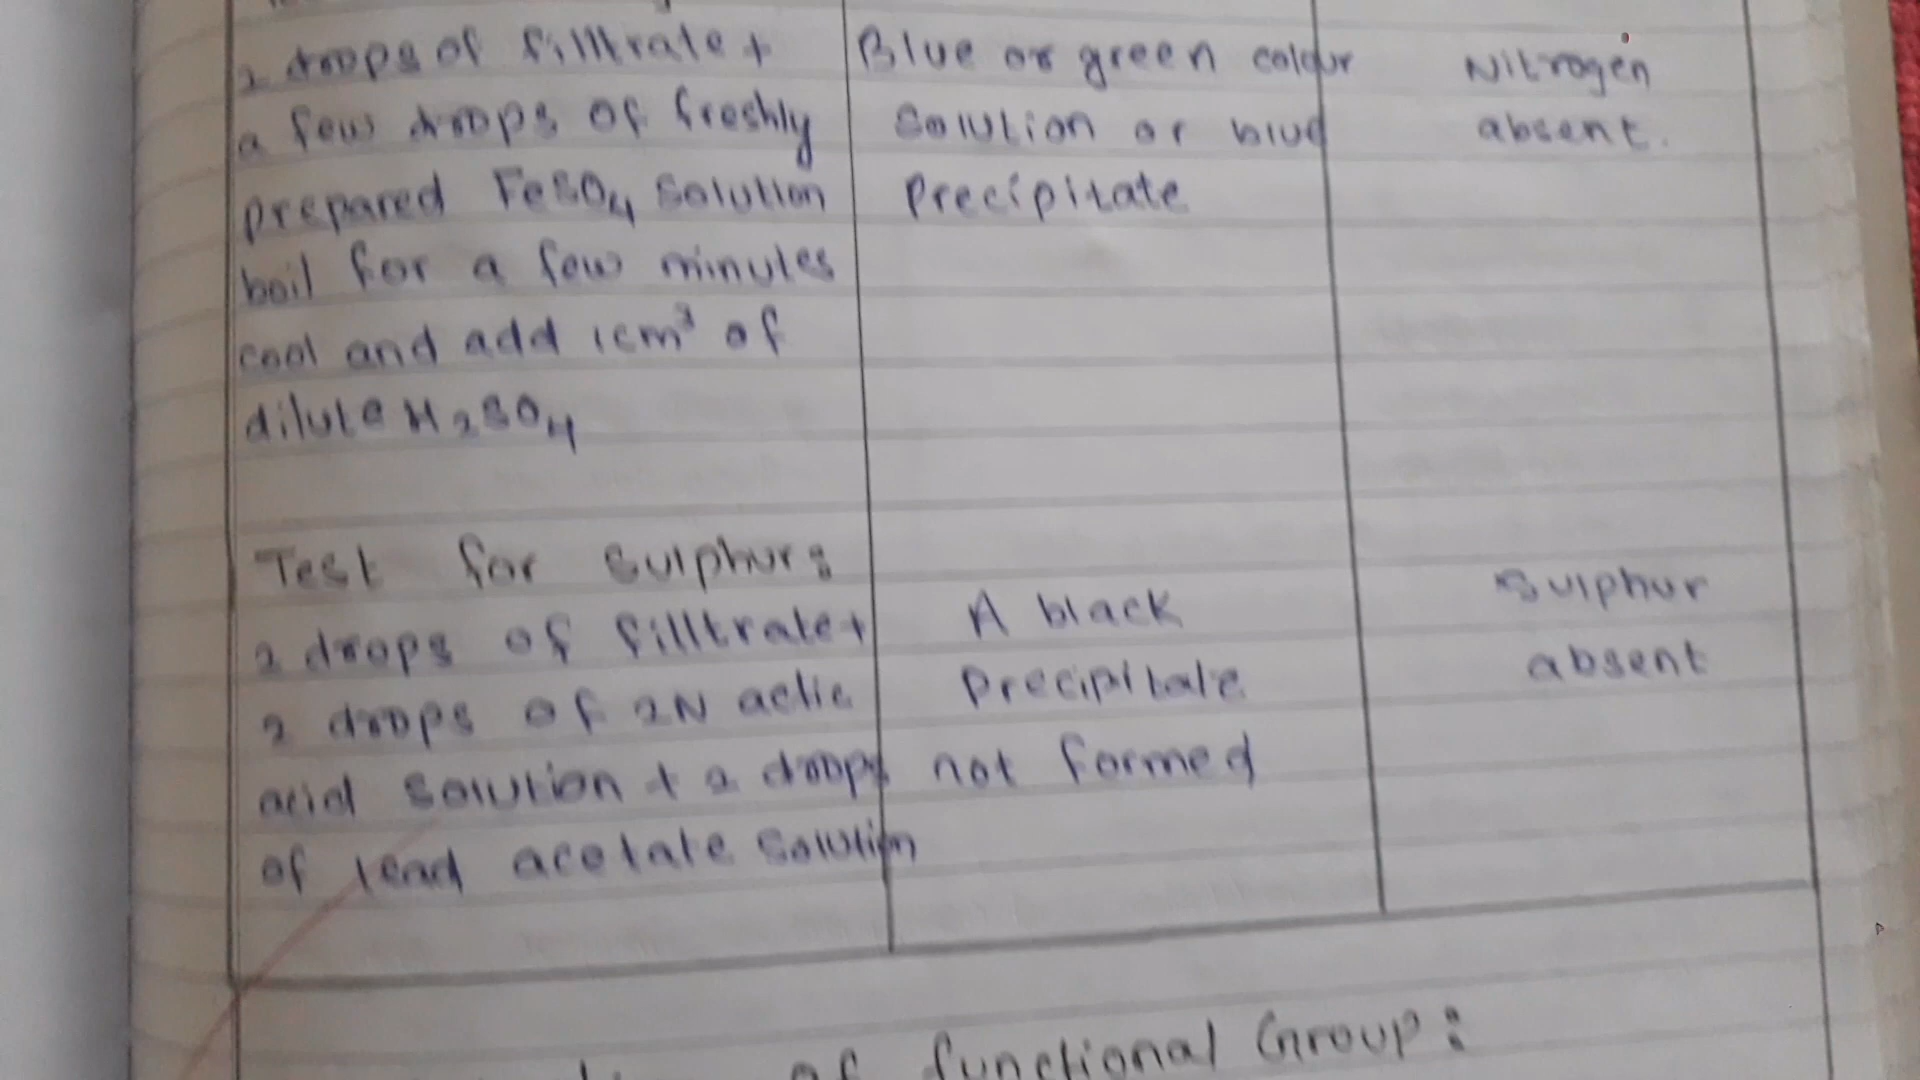 2 drops of filltrate +
a few drops of freshly
prepared FeSO4 solution
boil for a few minutes
cool and add 1cm³ of
dilute H2SO4
Blue or green colour
solution or blue
precipitate
Nitrogen
absent.
Test for sulphur:
2 drops of filltrate +
2 drops of 2N actic
acid solution + 2 drops
of lead acetate solution
A black
precipitate
not formed
sulphur
absent
of functional Group: